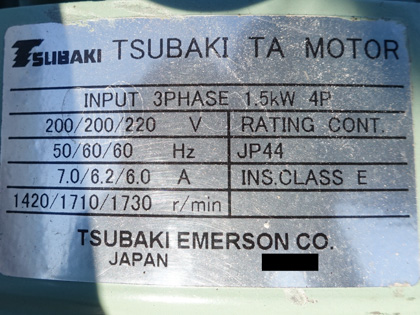 TSUBAKI TSUBAKI TA MOTOR
INPUT 3PHASE 1.5kW 4P
200/200/220 V RATING CONT.
50/60/60 Hz JP44
7.0/6.2/6.0 A INS.CLASS E
1420/1710/1730 r/min
TSUBAKI EMERSON CO.
JAPAN